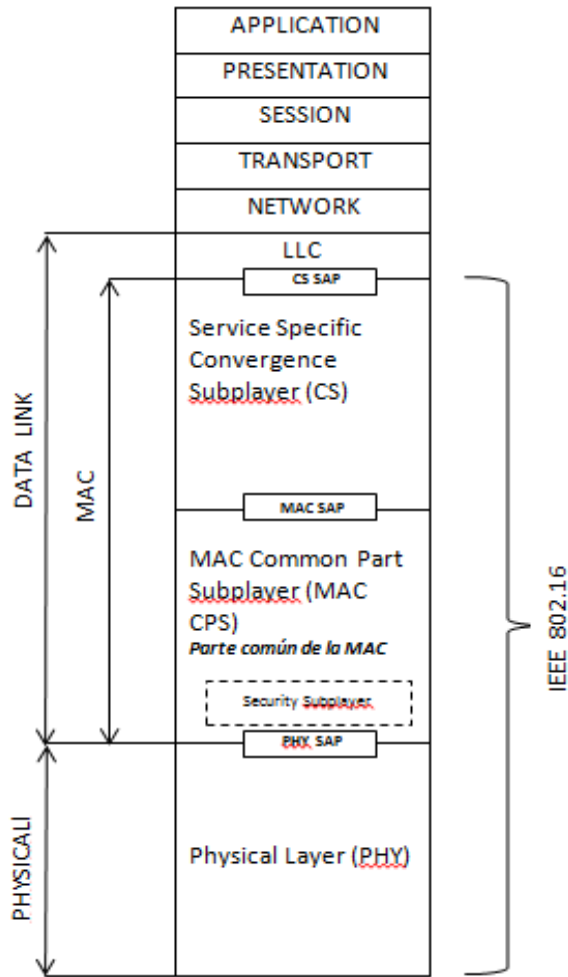 APPLICATION
PRESENTATION
SESSION
TRANSPORT
NETWORK
LLC
CS SAP
Service Specific
Convergence
Subplayer (CS)
MAC SAP
MAC Common Part
Subplayer (MAC
CPS)
Parte común de la MAC
Security Subplayer
PHY SAP
Physical Layer (PHY)
DATA LINK
MAC
PHYSICALl
IEEE 802.16